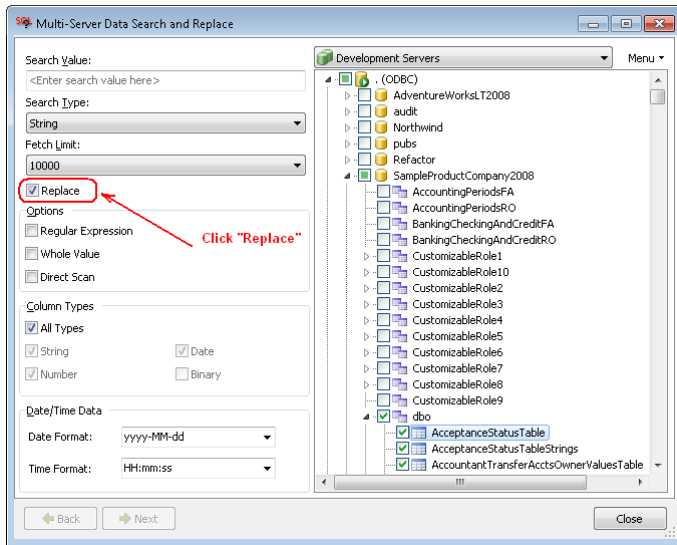 Multi-Server Data Search and Replace
Search Value:
<Enter search value here>
Search Type:
String
Fetch Limit:
10000
Replace
Click "Replace"
Options
Regular Expression
Whole Value
Direct Scan
Column Types
All Types
String
Date
Number
Binary
Date/Time Data
Date Format:
yyyy-MM-dd
Time Format:
HH:mm:ss
Development Servers
Menu
. (ODBC)
AdventureWorksLT2008
audit
Northwind
pubs
Refactor
SampleProductCompany2008
AccountingPeriodsFA
AccountingPeriodsRO
BankingCheckingAndCreditFA
BankingCheckingAndCreditRO
CustomizableRole1
CustomizableRole10
CustomizableRole2
CustomizableRole3
CustomizableRole4
CustomizableRole5
CustomizableRole6
CustomizableRole7
CustomizableRole8
CustomizableRole9
dbo
AcceptanceStatusTable
AcceptanceStatusTableStrings
AccountantTransferAcctsOwnerValuesTable
Back
Next
Close